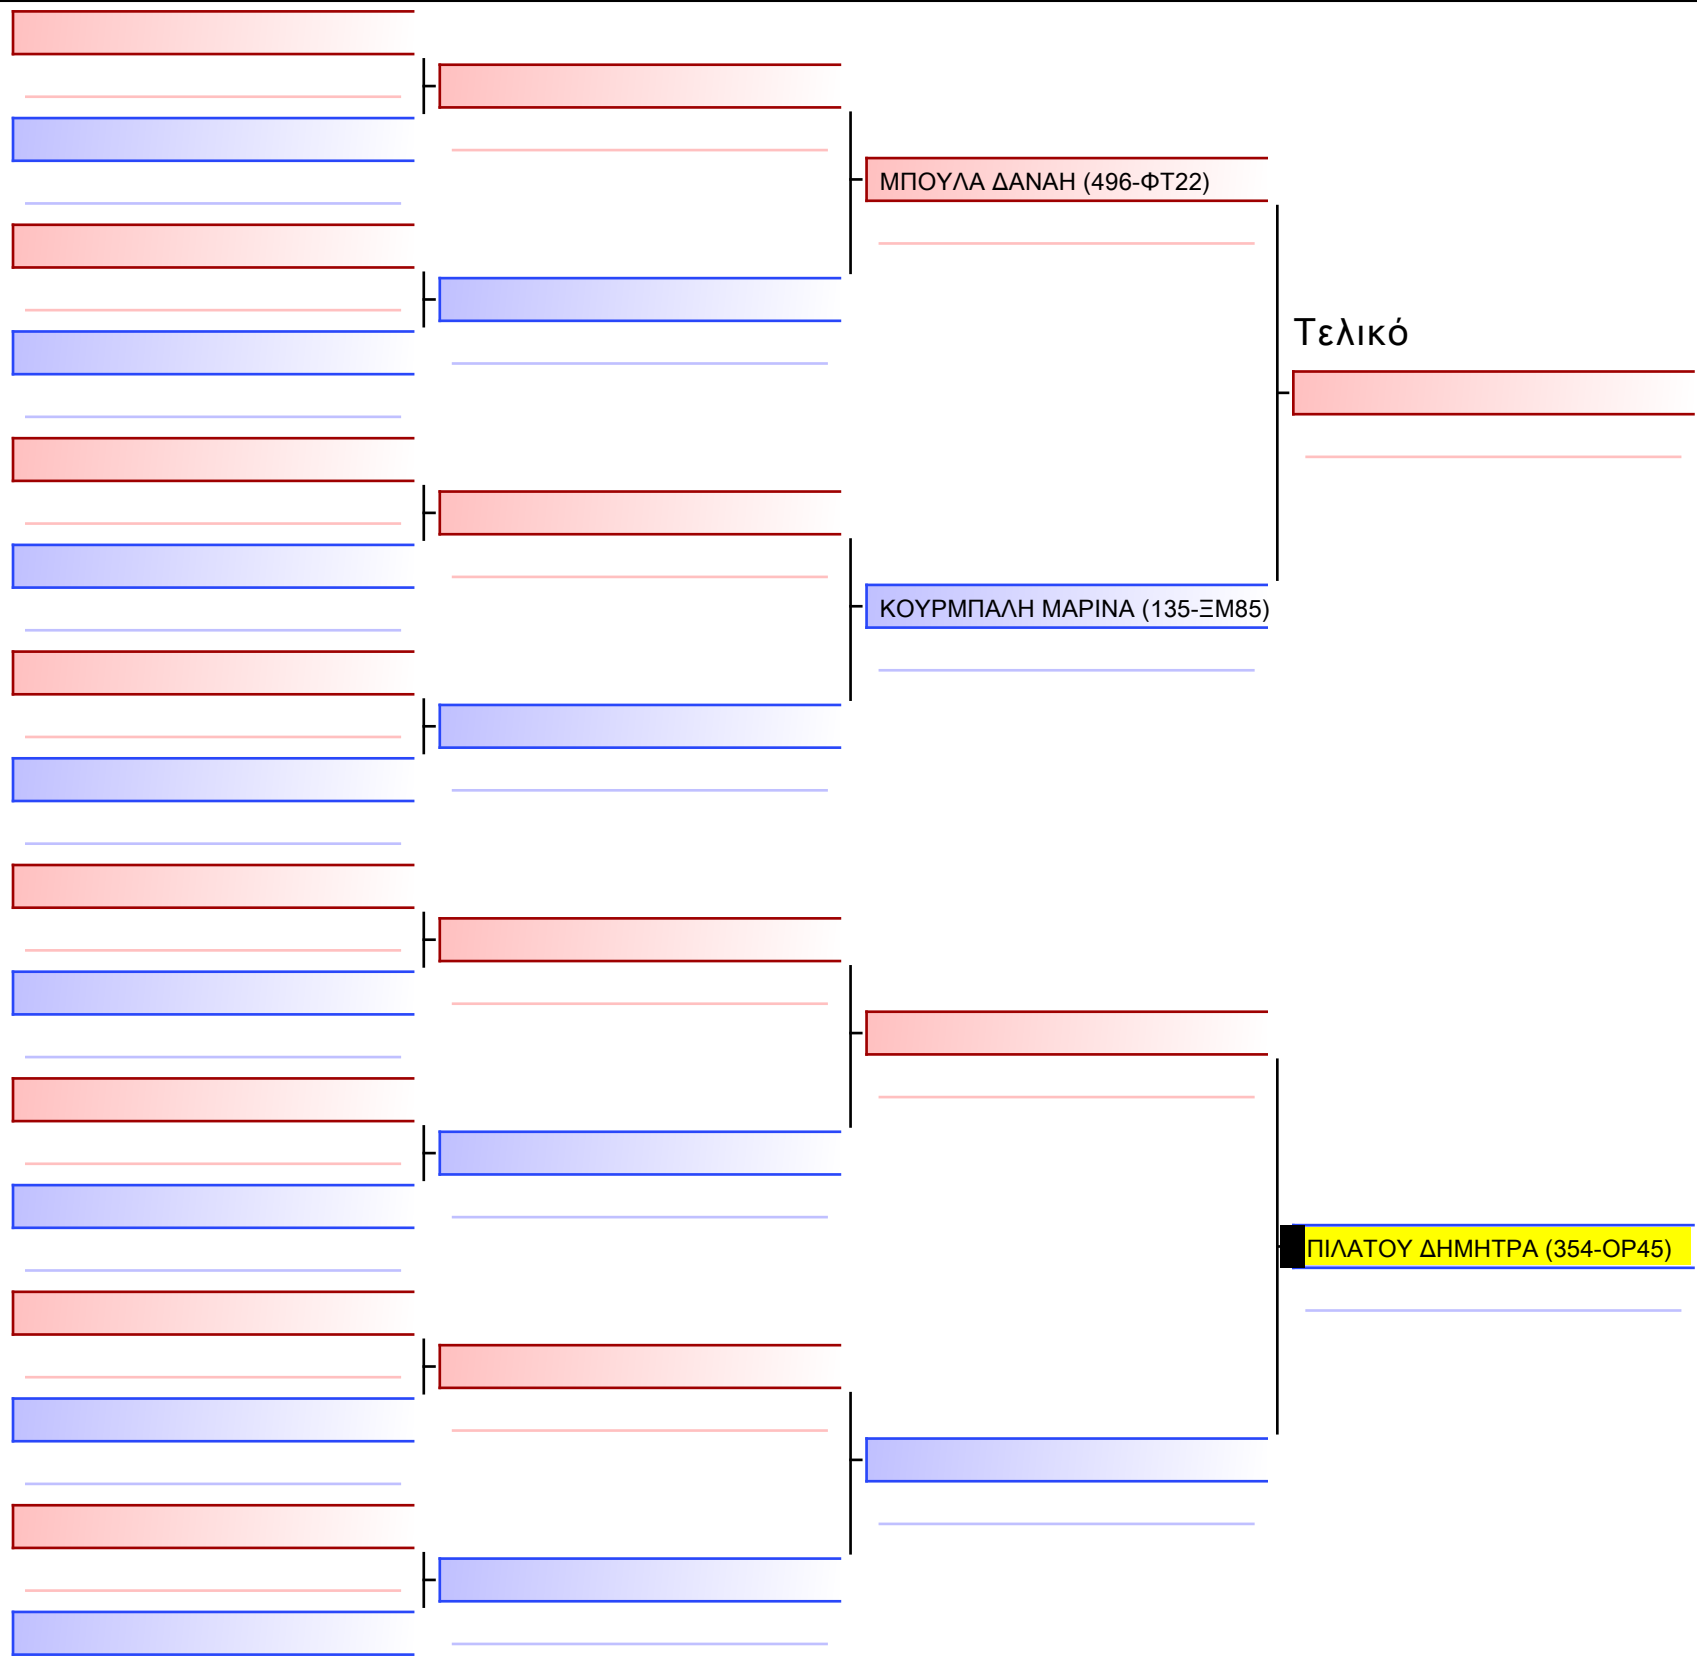 ΜΠΟΥΛΑ ΔΑΝΑΗ (496-ΦΤ22)
Τελικό
ΚΟΥΡΜΠΑΛΗ ΜΑΡΙΝΑ (135-ΞΜ85)
ΠΙΛΑΤΟΥ ΔΗΜΗΤΡΑ (354-ΟΡ45)